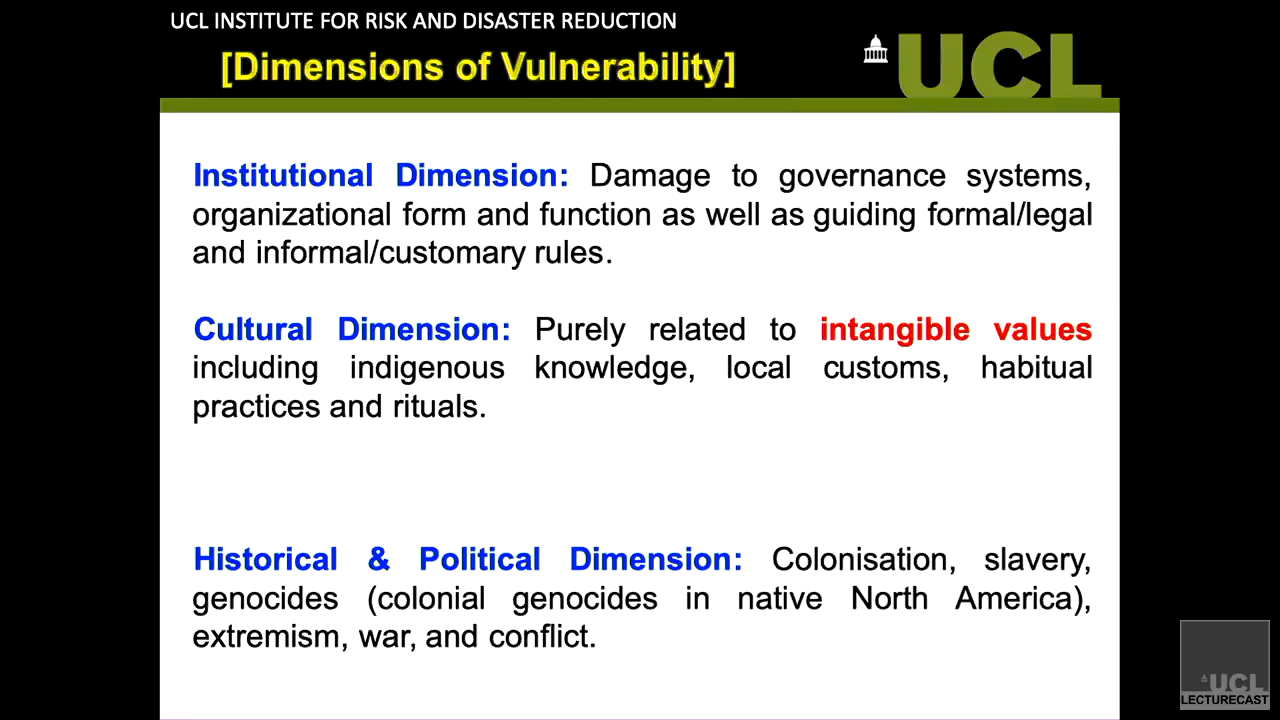 UCL INSTITUTE FOR RISK AND DISASTER REDUCTION
[Dimensions of Vulnerability]
UCL
Institutional Dimension: Damage to governance systems,
organizational form and function as well as guiding formal/legal
and informal/customary rules.
Cultural Dimension: Purely related to intangible values
including indigenous knowledge, local customs, habitual
practices and rituals.
Historical & Political Dimension: Colonisation, slavery,
genocides (colonial genocides in native North America),
extremism, war, and conflict.
UCL
LECTURECAST